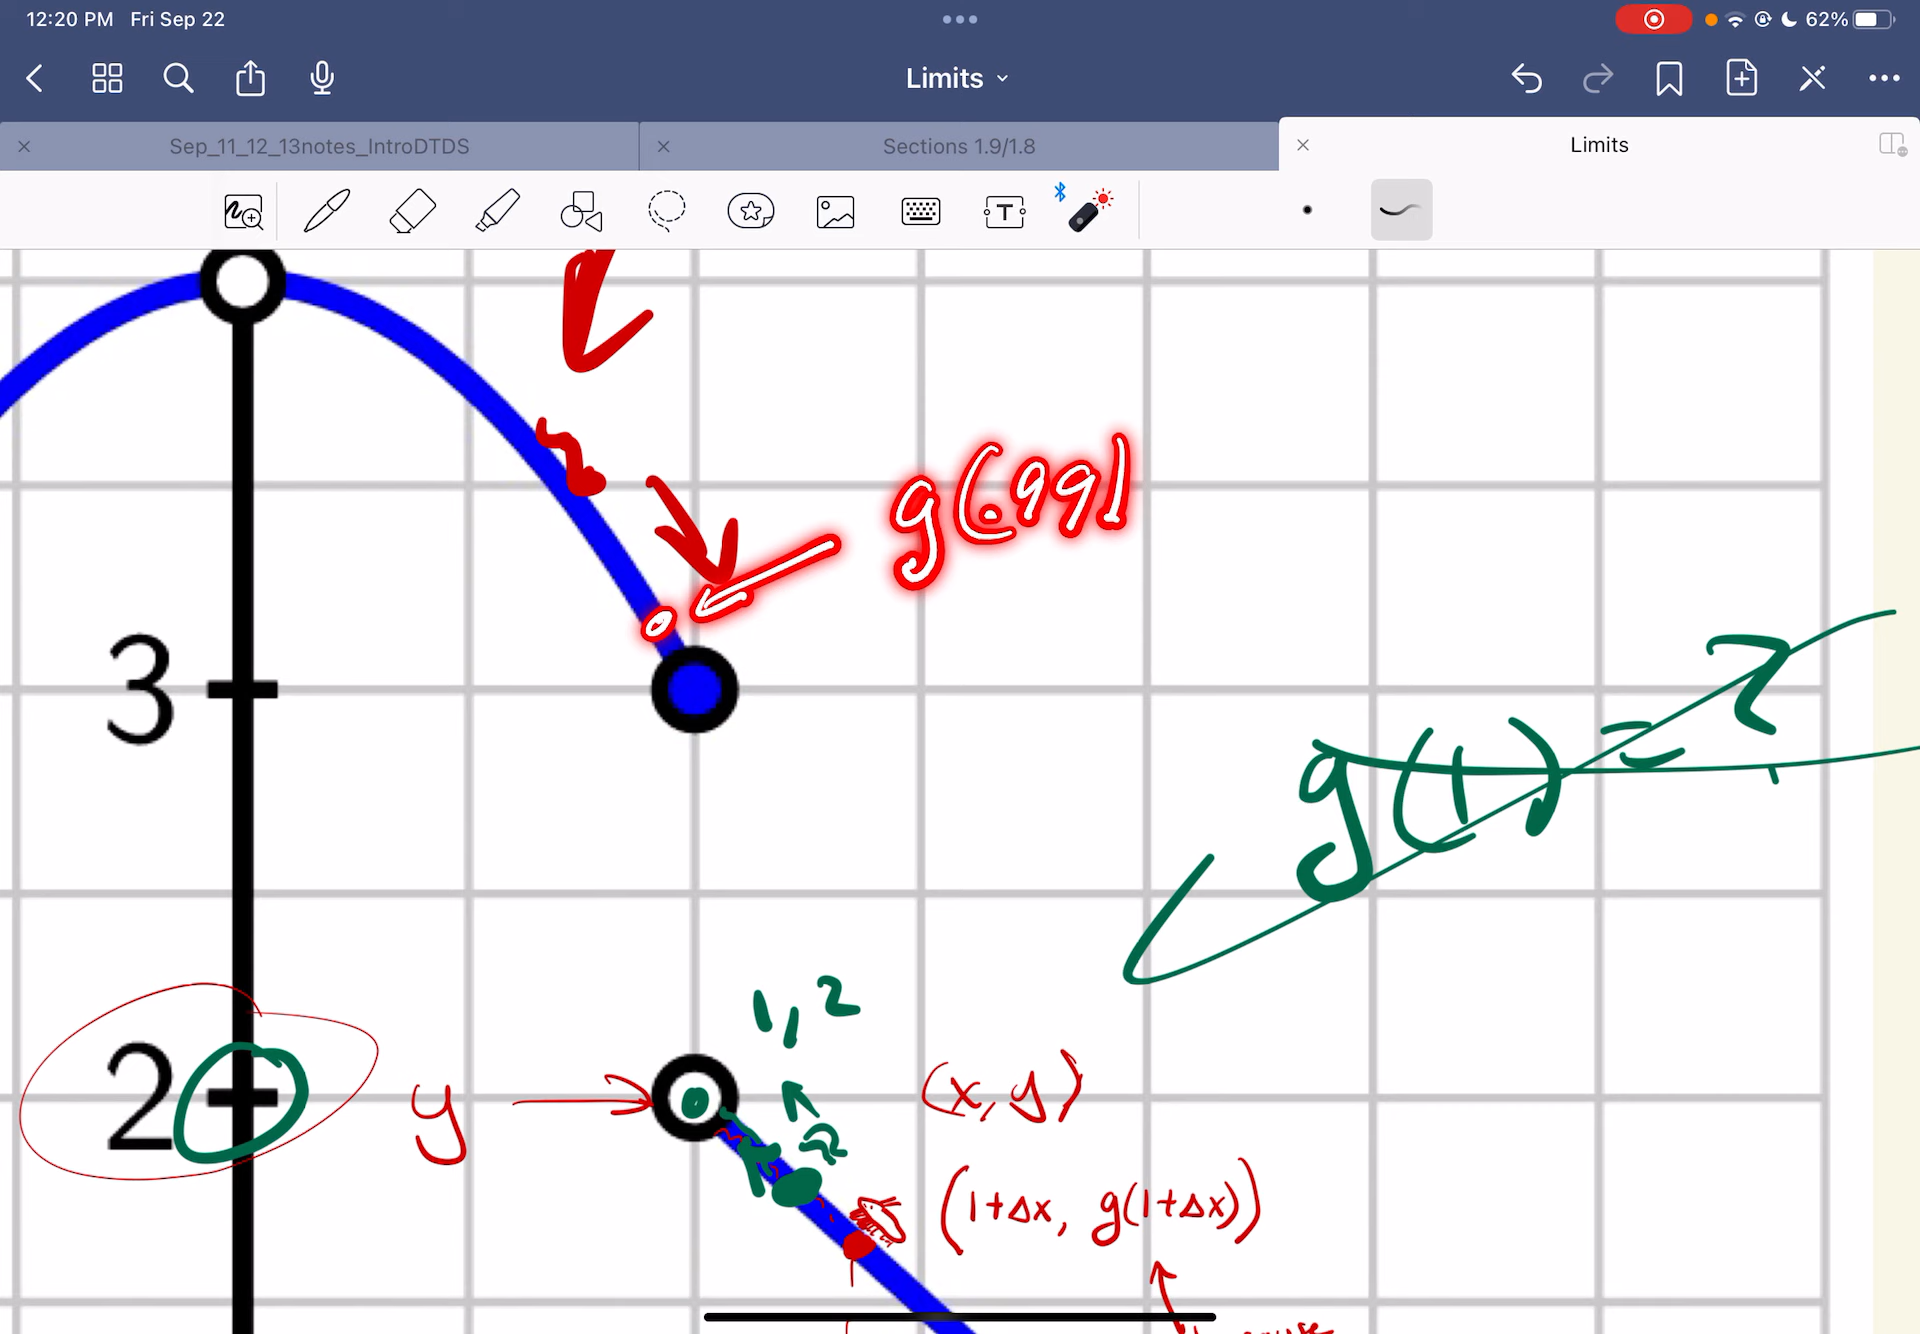 12:20 PM Fri Sep 22
62%
Limits
Sep_11_12_13notes_IntroDTDS
Sections 1.9/1.8
Limits
T
g(.99)
3
g(1) = 2
1, 2
2
y
(x, y)
(1+Δx, g(1+Δx))